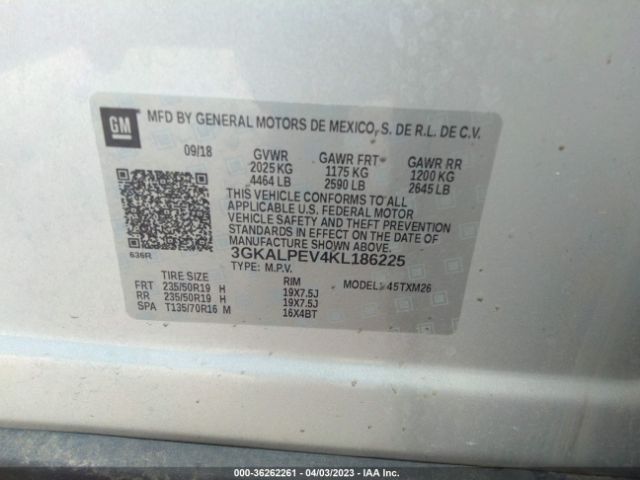 GM
MFD BY GENERAL MOTORS DE MEXICO, S. DE R.L. DE C.V.
09/18 GVWR GAWR FRT GAWR RR
2025 KG 1175 KG 1200 KG
4464 LB 2590 LB 2645 LB
THIS VEHICLE CONFORMS TO ALL
APPLICABLE U.S. FEDERAL MOTOR
VEHICLE SAFETY AND THEFT PREVENTION
STANDARDS IN EFFECT ON THE DATE OF
MANUFACTURE SHOWN ABOVE.
3GKALPEV4KL186225
636R
TYPE: M.P.V.
TIRE SIZE RIM MODEL: 45TXM26
FRT 235/50R19 H 19X7.5J
RR 235/50R19 H 19X7.5J
SPA T135/70R16 M 16X4BT
000-36262261 - 04/03/2023 - IAA Inc.